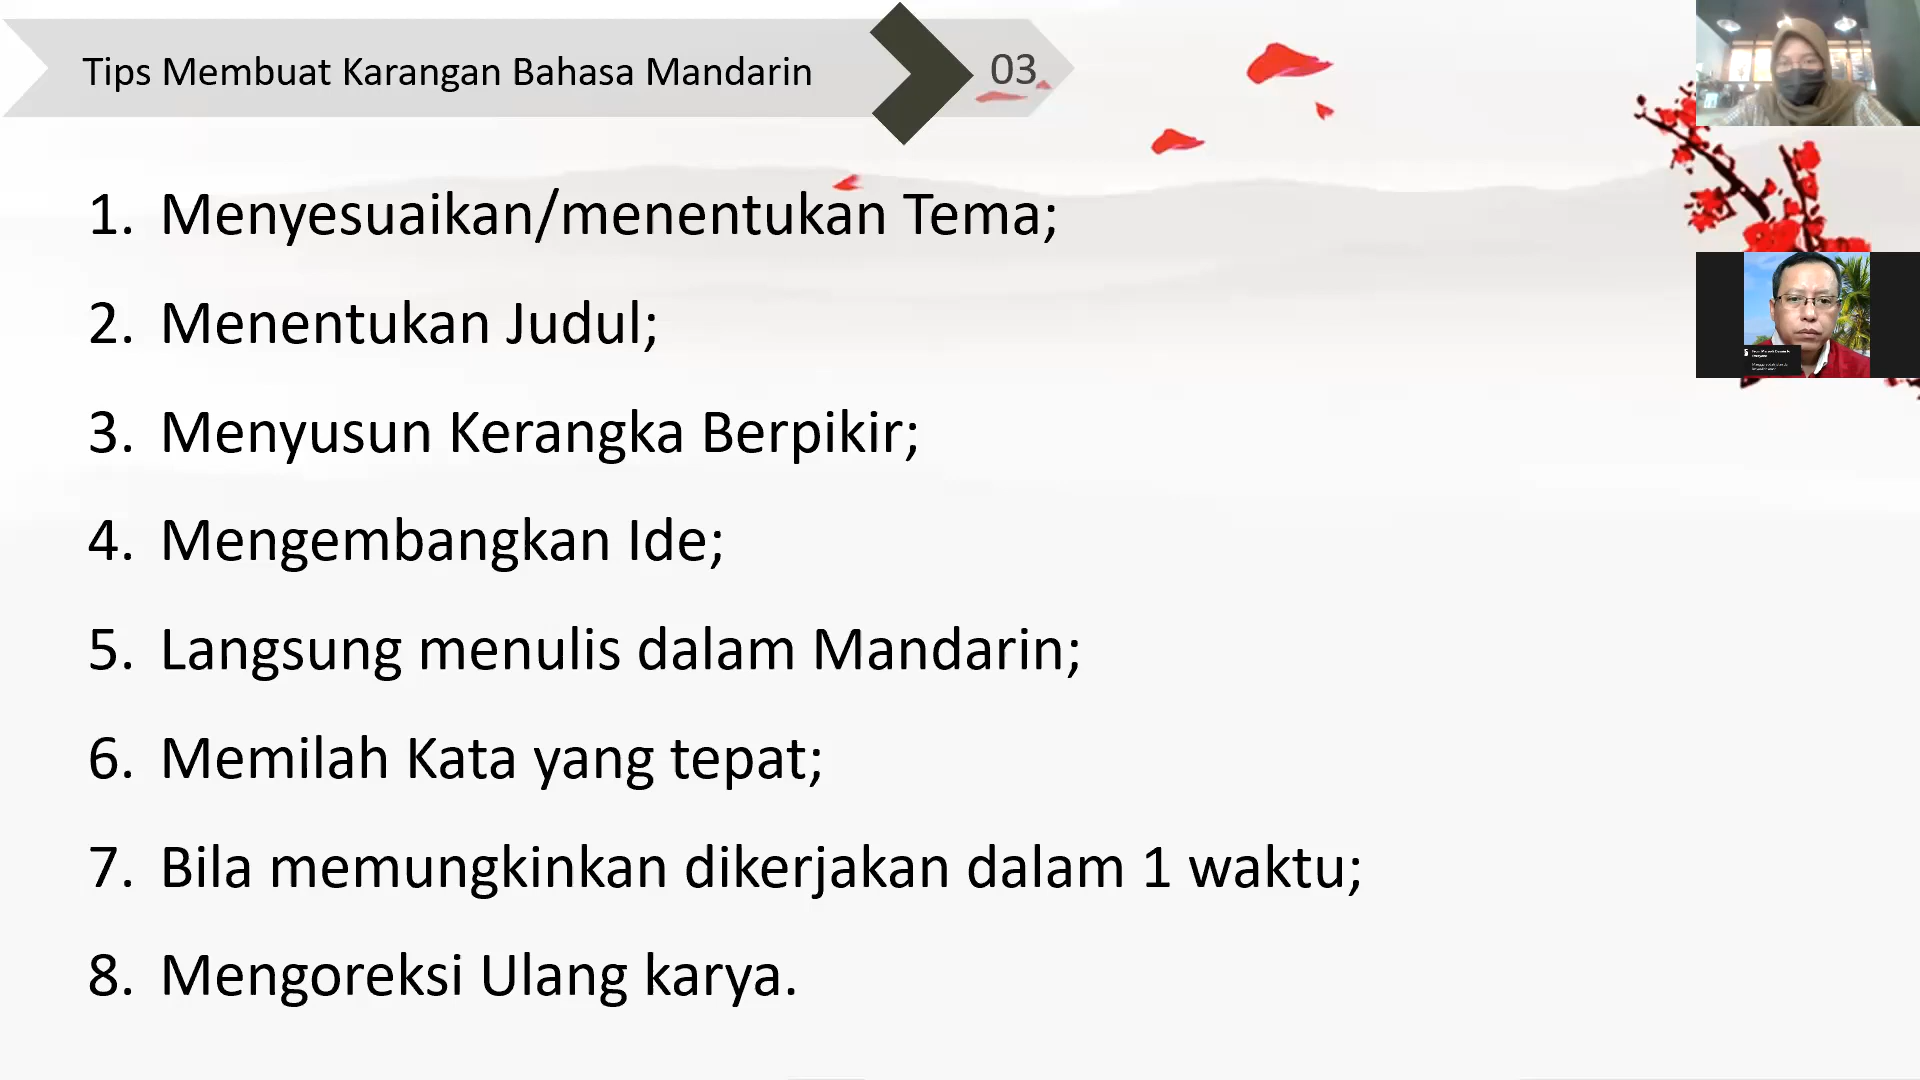 Tips Membuat Karangan Bahasa Mandarin
03
1. Menyesuaikan/menentukan Tema;
2. Menentukan Judul;
3. Menyusun Kerangka Berpikir;
4. Mengembangkan Ide;
5. Langsung menulis dalam Mandarin;
6. Memilah Kata yang tepat;
7. Bila memungkinkan dikerjakan dalam 1 waktu;
8. Mengoreksi Ulang karya.